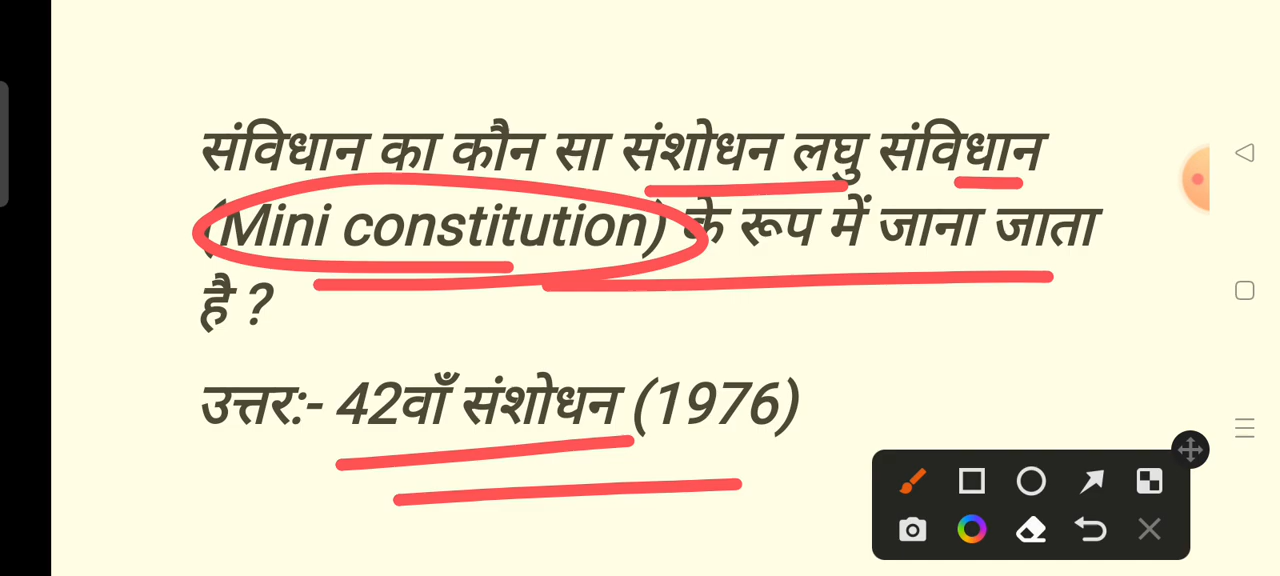 संविधान का कौन सा संशोधन लघु संविधान
(Mini constitution) के रूप में जाना जाता
है ?
उत्तर:- 42वाँ संशोधन (1976)